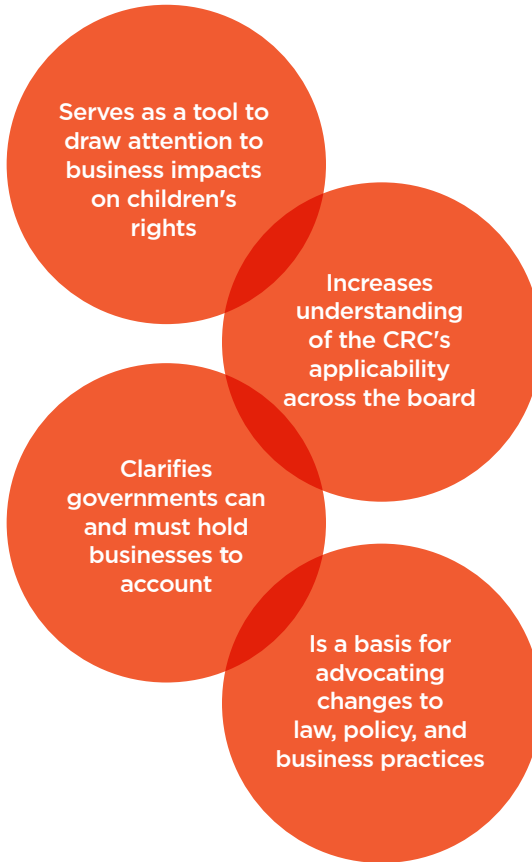 Serves as a tool to
draw attention to
business impacts
on children's
rights
Increases
understanding
of the CRC's
applicability
across the board
Clarifies
governments can
and must hold
businesses to
account
Is a basis for
advocating
changes to
law, policy, and
business practices